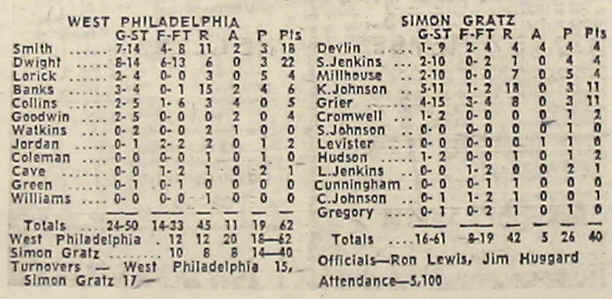 WEST PHILADELPHIA
G-ST F-FT R A P Pts
Smith ...... 7-14 4- 8 11 2 3 18
Dwight ..... 8-14 6-13 6 0 3 22
Lorick ..... 2- 4 0- 0 3 0 5 4
Banks ...... 3- 4 0- 1 15 2 4 6
Collins .... 2- 5 1- 6 3 4 0 5
Goodwin .. 2- 5 0- 0 0 2 0 4
Watkins ... 0- 2 0- 0 2 1 0 0
Jordan .... 0- 1 2- 2 2 0 1 2
Coleman ... 0- 0 0- 0 1 0 1 0
Cave ...... 0- 0 1- 2 1 0 2 1
Green ..... 0- 1 0- 0 0 0 0 0
Williams ... 0- 0 0- 0 1 0 0 0
Totals .... 24-50 14-33 45 11 19 62
West Philadelphia . 12 12 20 18—62
Simon Gratz ....... 10 8 8 14—40
Turnovers — West Philadelphia 15,
Simon Gratz 17
SIMON GRATZ
G-ST F-FT R A P Pts
Devlin .... 1- 9 2- 4 4 4 4 4
S.Jenkins .. 2-10 0- 2 1 0 4 4
Millhouse .. 2-10 0- 0 7 0 5 4
K.Johnson .. 5-11 1- 2 18 0 3 11
Grier ...... 4-15 3- 4 8 0 3 11
Cromwell .. 1- 2 0- 0 0 1 2
S.Johnson .. 0- 0 0- 0 0 0 0
Levister ... 0- 0 0- 0 0 1 0
Hudson .... 1- 2 0- 0 1 0 1 2
L.Jenkins .. 0- 0 1- 2 0 0 1
Cunningham . 0- 0 0- 1 1 0 0
C.Johnson .. 0- 1 1- 2 1 0 1
Gregory ... 0- 1 0- 2 1 0 0 0
Totals .... 16-61 8-19 42 5 26 40
Officials—Ron Lewis, Jim Huggard
Attendance—5,100